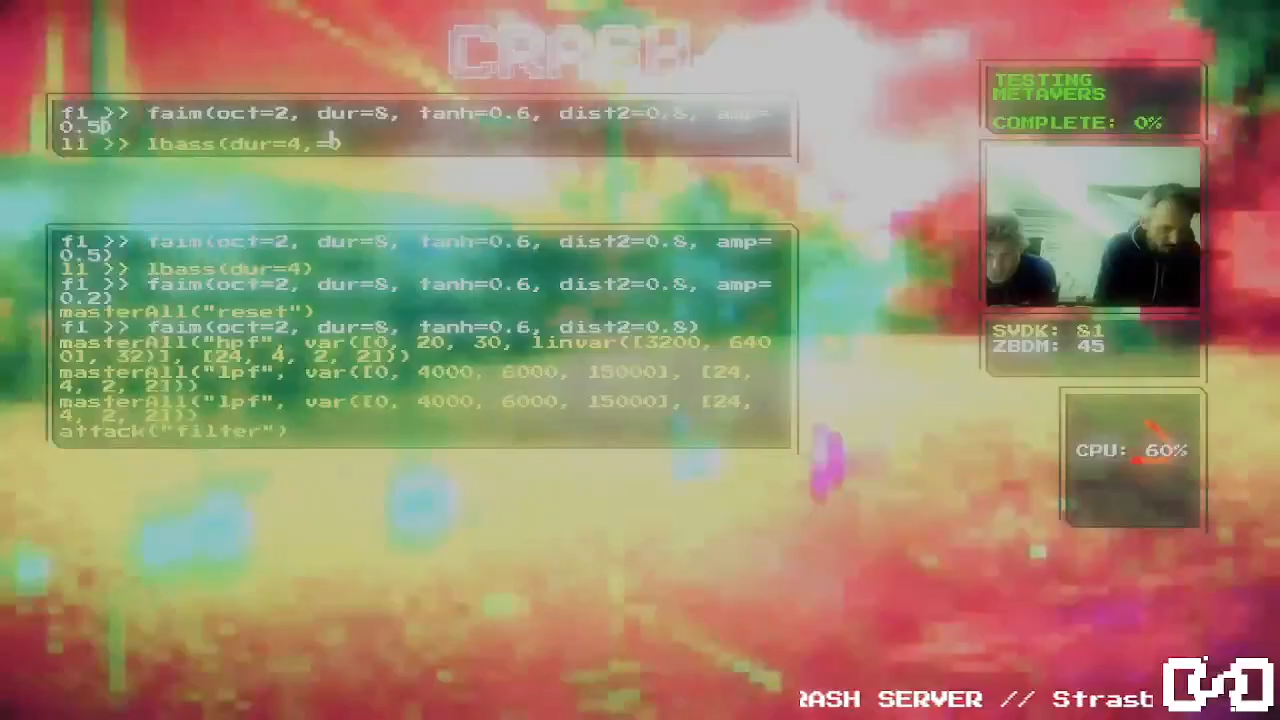 CRASH
f1 >> faim(oct=2, dur=8, tanh=0.6, dist2=0.8, amp=
0.5)
l1 >> lbass(dur=4,=)
f1 >> faim(oct=2, dur=8, tanh=0.6, dist2=0.8, amp=
0.5)
l1 >> lbass(dur=4)
f1 >> faim(oct=2, dur=8, tanh=0.6, dist2=0.8, amp=
0.2)
masterAll("reset")
f1 >> faim(oct=2, dur=8, tanh=0.6, dist2=0.8)
masterAll("hpf", var([0, 20, 30, linvar([3200, 640
0], 32)], [24, 4, 2, 2]))
masterAll("lpf", var([0, 4000, 6000, 15000], [24,
4, 2, 2]))
masterAll("lpf", var([0, 4000, 6000, 15000], [24,
4, 2, 2]))
attack("filter")
TESTING
METAVERS
COMPLETE: 0%
SVDK: 81
ZBDM: 45
CPU: 60%
RASH SERVER // Strasb